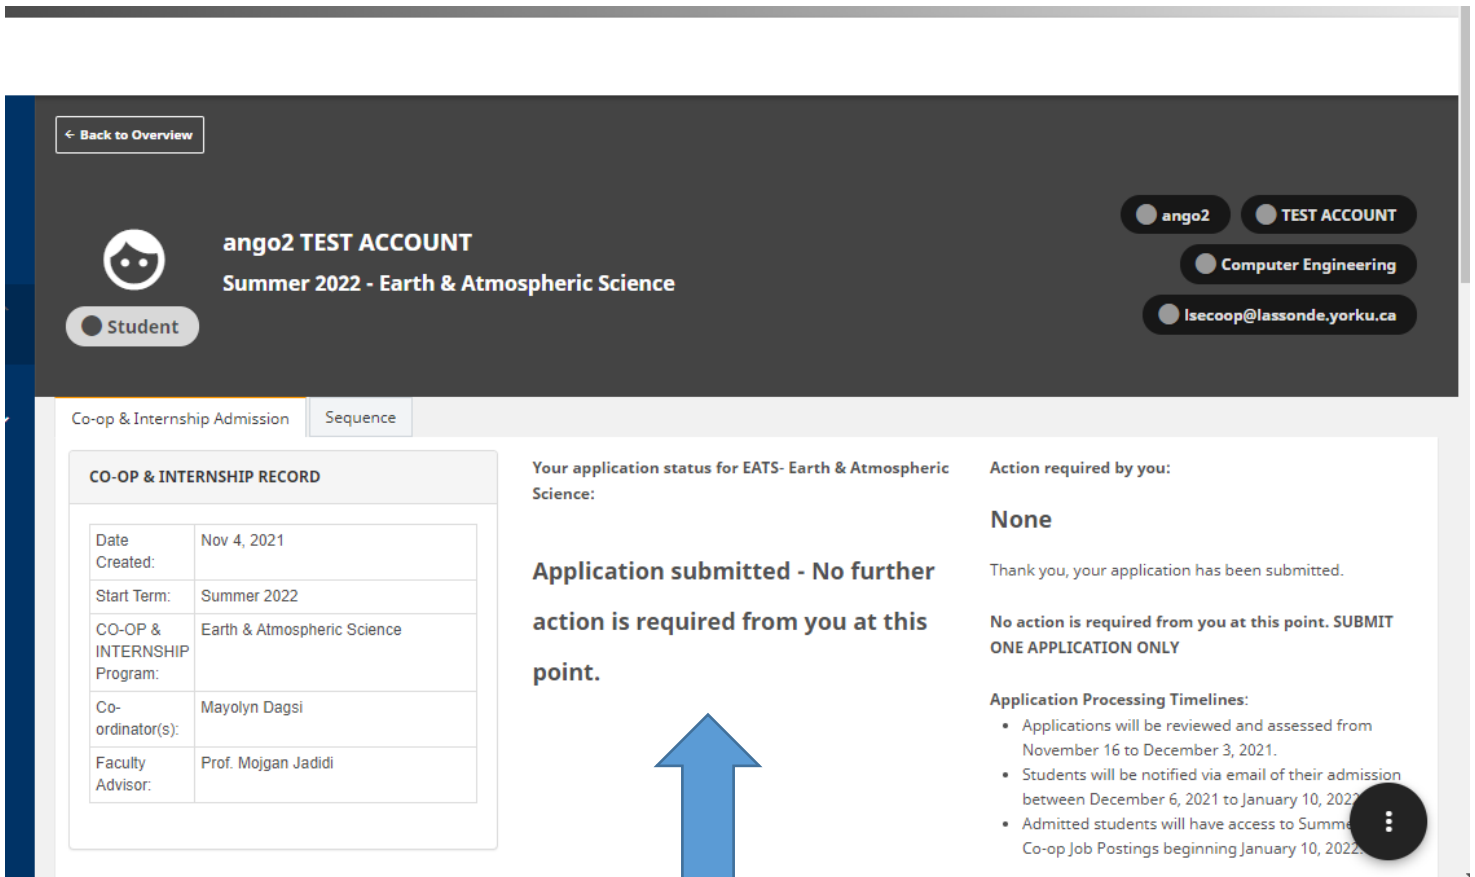 ← Back to Overview
ango2 TEST ACCOUNT
Summer 2022 - Earth & Atmospheric Science
Student
ango2
TEST ACCOUNT
Computer Engineering
lsecoop@lassonde.yorku.ca
Co-op & Internship Admission
Sequence
CO-OP & INTERNSHIP RECORD
Date
Created:
Nov 4, 2021
Start Term:
Summer 2022
CO-OP &
INTERNSHIP
Program:
Earth & Atmospheric Science
Co-
ordinator(s):
Mayolyn Dagsi
Faculty
Advisor:
Prof. Mojgan Jadidi
Your application status for EATS- Earth & Atmospheric
Science:
Application submitted - No further
action is required from you at this
point.
Action required by you:
None
Thank you, your application has been submitted.
No action is required from you at this point. SUBMIT
ONE APPLICATION ONLY
Application Processing Timelines:
• Applications will be reviewed and assessed from
November 16 to December 3, 2021.
• Students will be notified via email of their admission
between December 6, 2021 to January 10, 2022
• Admitted students will have access to
Co-op Job Postings beginning January 10, 2022.